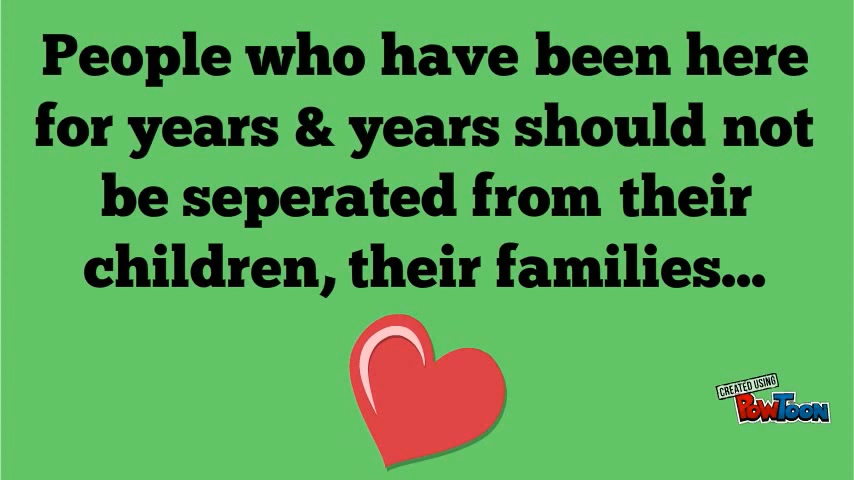 People who have been here
for years & years should not
be seperated from their
children, their families...
CREATED USING
POWTOON